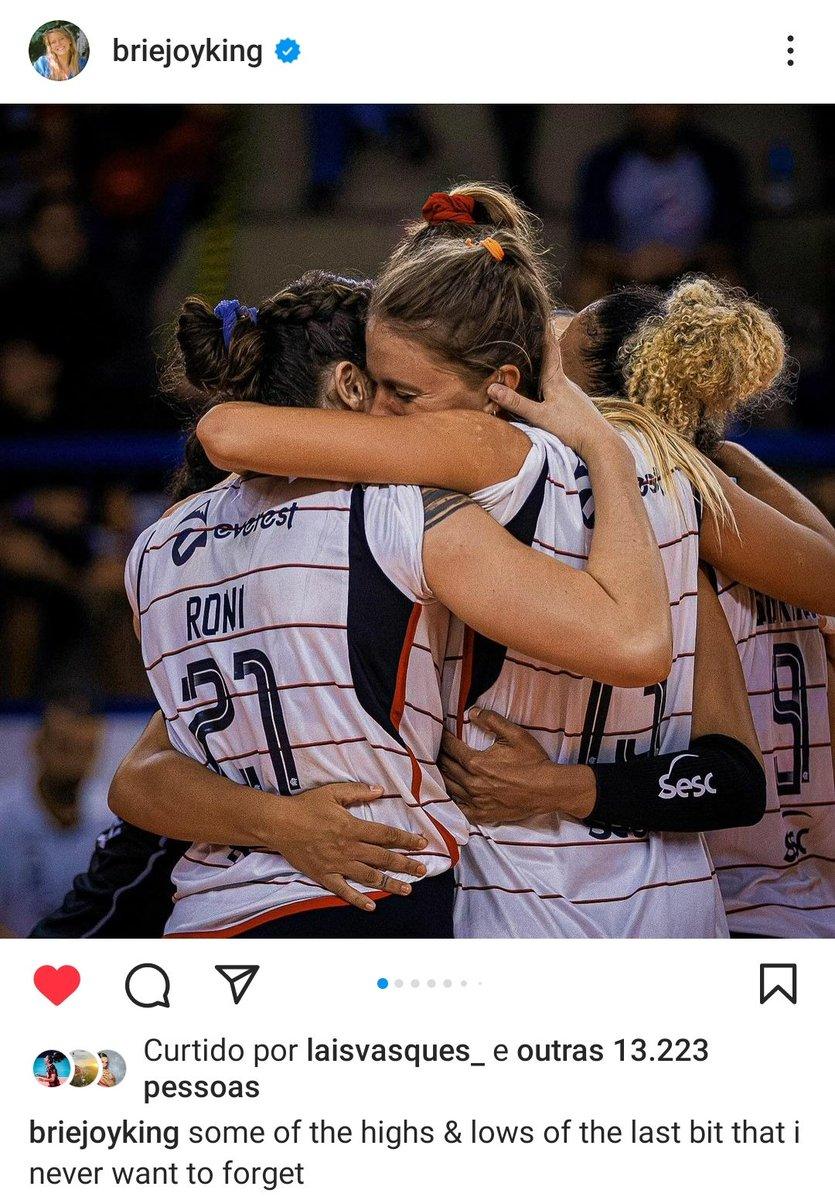 briejoyking
everest
RONI
21
9
sesc
Curtido por laisvasques_ e outras 13.223
pessoas
briejoyking some of the highs & lows of the last bit that i
never want to forget